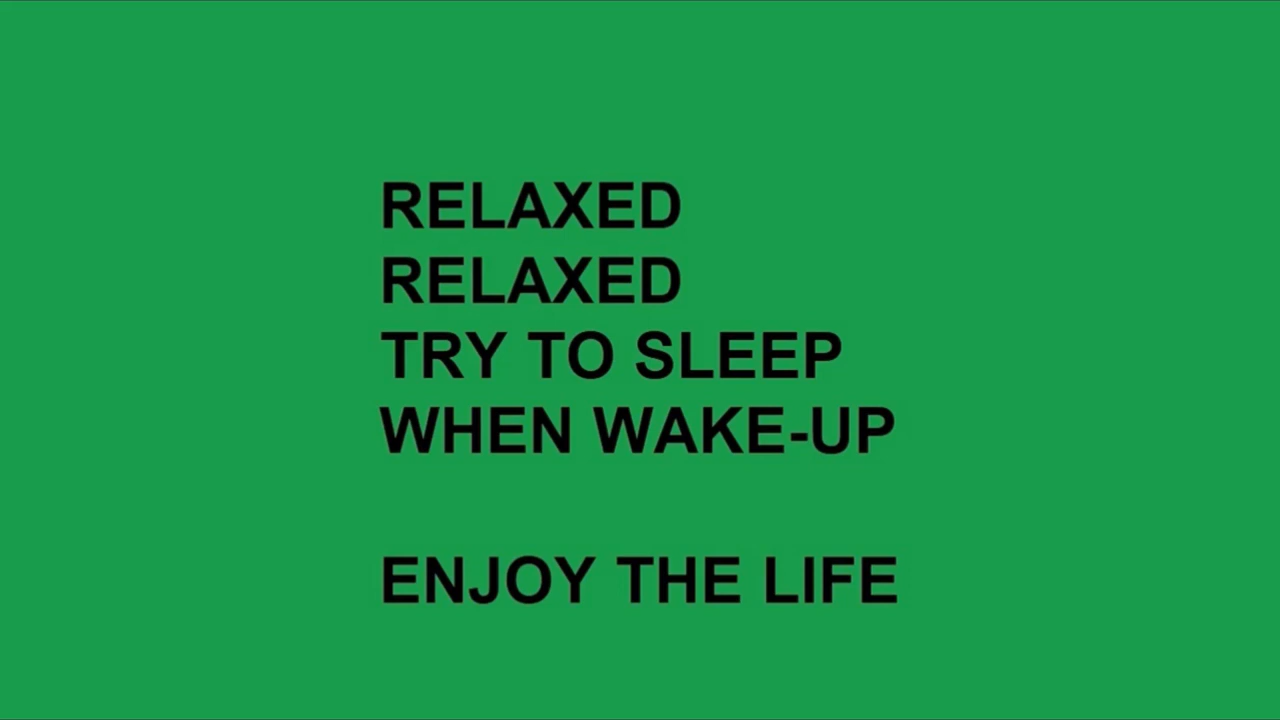 RELAXED
RELAXED
TRY TO SLEEP
WHEN WAKE-UP
ENJOY THE LIFE